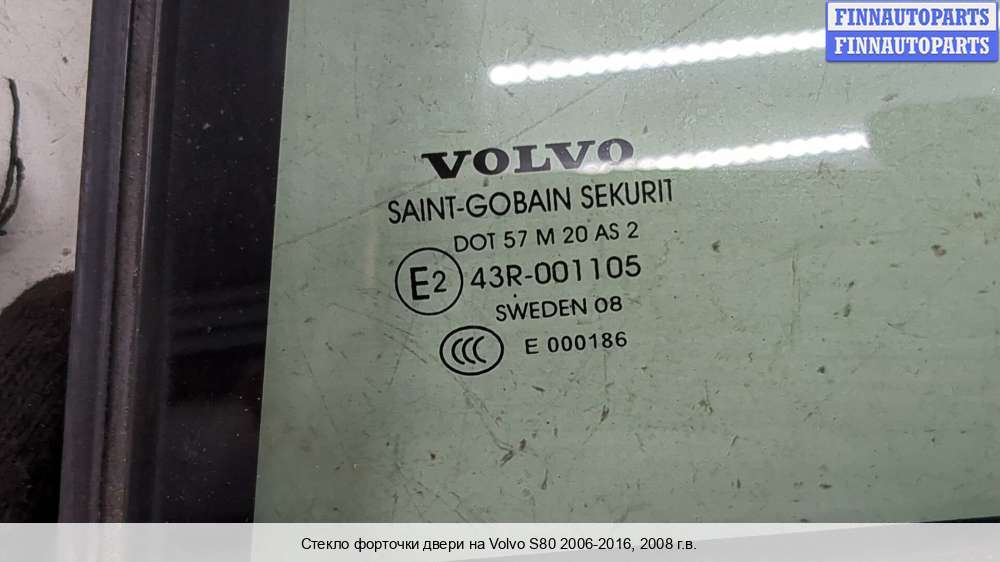 FINNAUTOPARTS
FINNAUTOPARTS
VOLVO
SAINT-GOBAIN SEKURIT
DOT 57 M 20 AS 2
E2 43R-001105
SWEDEN 08
CCC E 000186
Стекло форточки двери на Volvo S80 2006-2016, 2008 г.в.